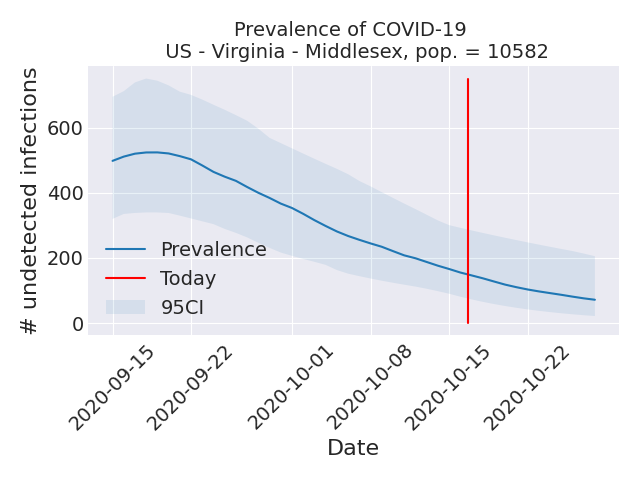 Prevalence of COVID-19
US - Virginia - Middlesex, pop. = 10582
# undetected infections
600
400
200
0
Prevalence
Today
95CI
2020-09-15
2020-09-22
2020-10-01
2020-10-08
2020-10-15
2020-10-22
Date